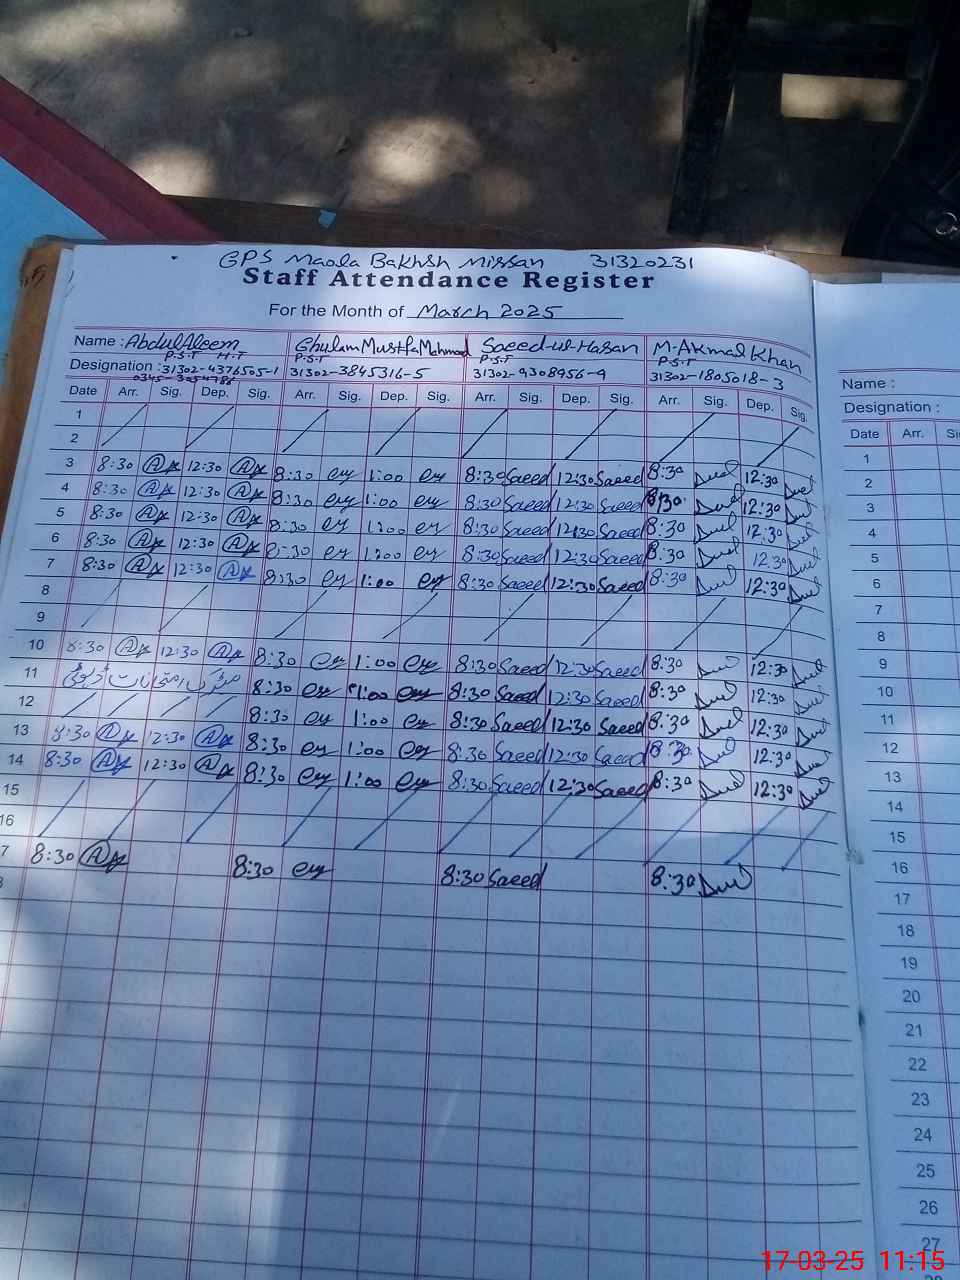 GPS Maola Bakhsh Missan 31320231
Staff Attendance Register
For the Month of March 2025
Name : Abdul Aleem Ghulam Mustfa Mahmood Saeed-ul-Hasan M. Akmal Khan
P.S.T H.T P.S.T P.S.T P.S.T
Designation : 31302-4376505-1 31302-3845316-5 31302-9308956-9 31302-1805018-3
Date Arr. Sig. Dep. Sig. Arr. Sig. Dep. Sig. Arr. Sig. Dep. Sig. Arr. Sig. Dep. Sig.
1
2
3 8:30 12:30 8:30 1:00 8:30 Saeed 12:30 Saeed 8:30 12:30
4 8:30 12:30 8:30 1:00 8:30 Saeed 12:30 Saeed 8:30 12:30
5 8:30 12:30 8:30 1:00 8:30 Saeed 12:30 Saeed 8:30 12:30
6 8:30 12:30 8:30 1:00 8:30 Saeed 12:30 Saeed 8:30 12:30
7 8:30 12:30 8:30 1:00 8:30 Saeed 12:30 Saeed 8:30 12:30
8
9
10 8:30 12:30 8:30 1:00 8:30 Saeed 12:30 Saeed 8:30 12:30
11 8:30 1:00 8:30 Saeed 12:30 Saeed 8:30 12:30
12 8:30 1:00 8:30 Saeed 12:30 Saeed 8:30 12:30
13 8:30 12:30 8:30 1:00 8:30 Saeed 12:30 Saeed 8:30 12:30
14 8:30 12:30 8:30 1:00 8:30 Saeed 12:30 Saeed 8:30 12:30
15
16
7 8:30 8:30 8:30 Saeed 8:30
Name :
Designation :
Date Arr.
1
2
3
4
5
6
7
8
9
10
11
12
13
14
15
16
17
18
19
20
21
22
23
24
25
26
27
17-03-25 11:15